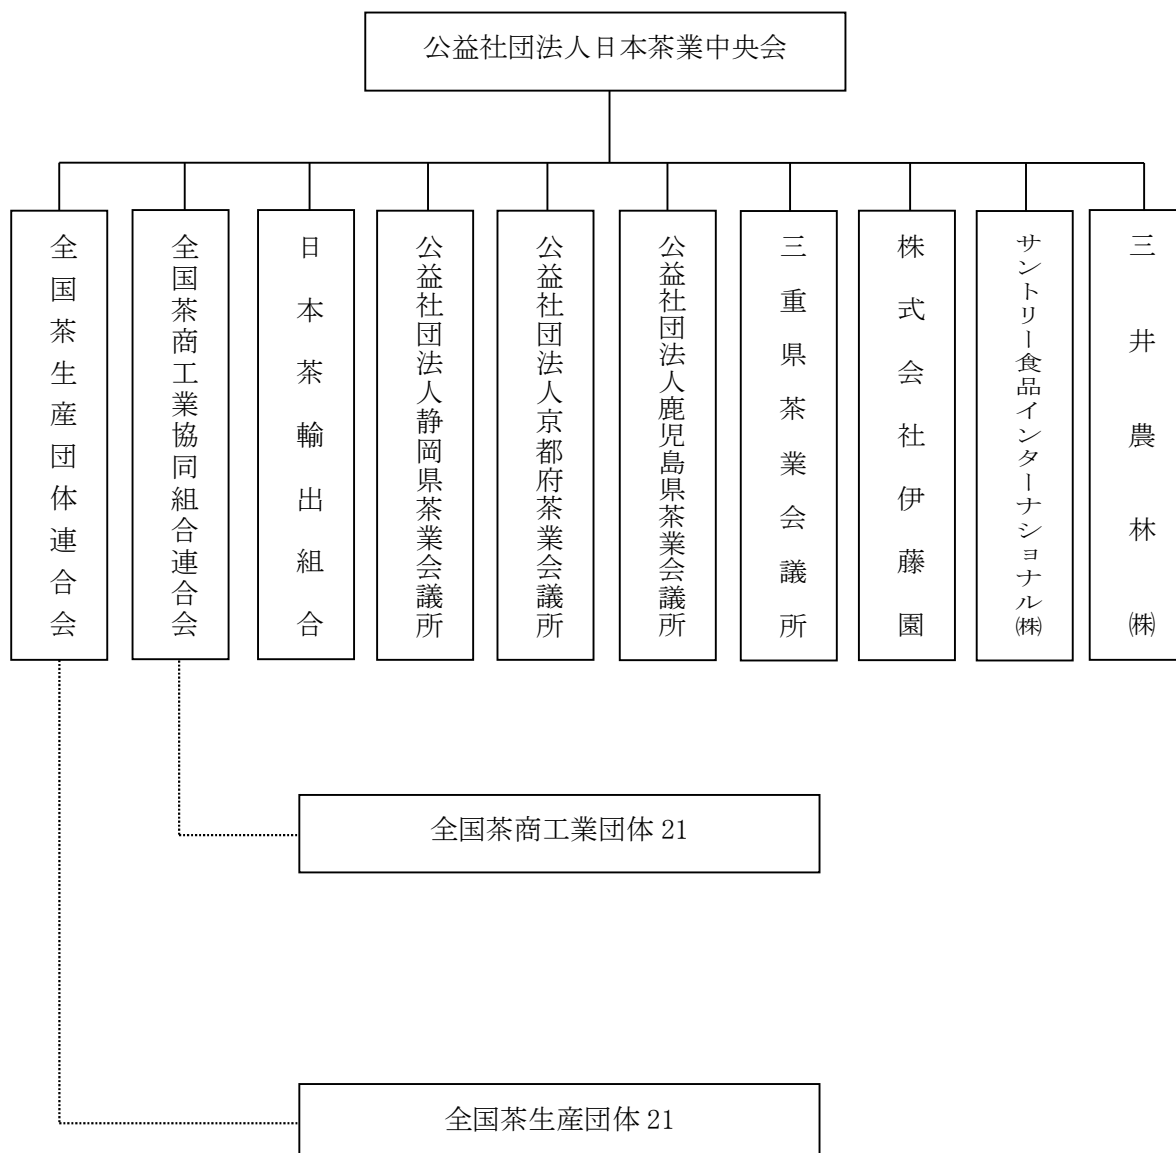 公益社団法人日本茶業中央会
全国茶生産団体連合会
全国茶商工業協同組合連合会
日本茶輸出組合
公益社団法人静岡県茶業会議所
公益社団法人京都府茶業会議所
公益社団法人鹿児島県茶業会議所
三重県茶業会議所
株式会社伊藤園
サントリー食品インターナショナル㈱
三井農林㈱
全国茶商工業団体 21
全国茶生産団体 21